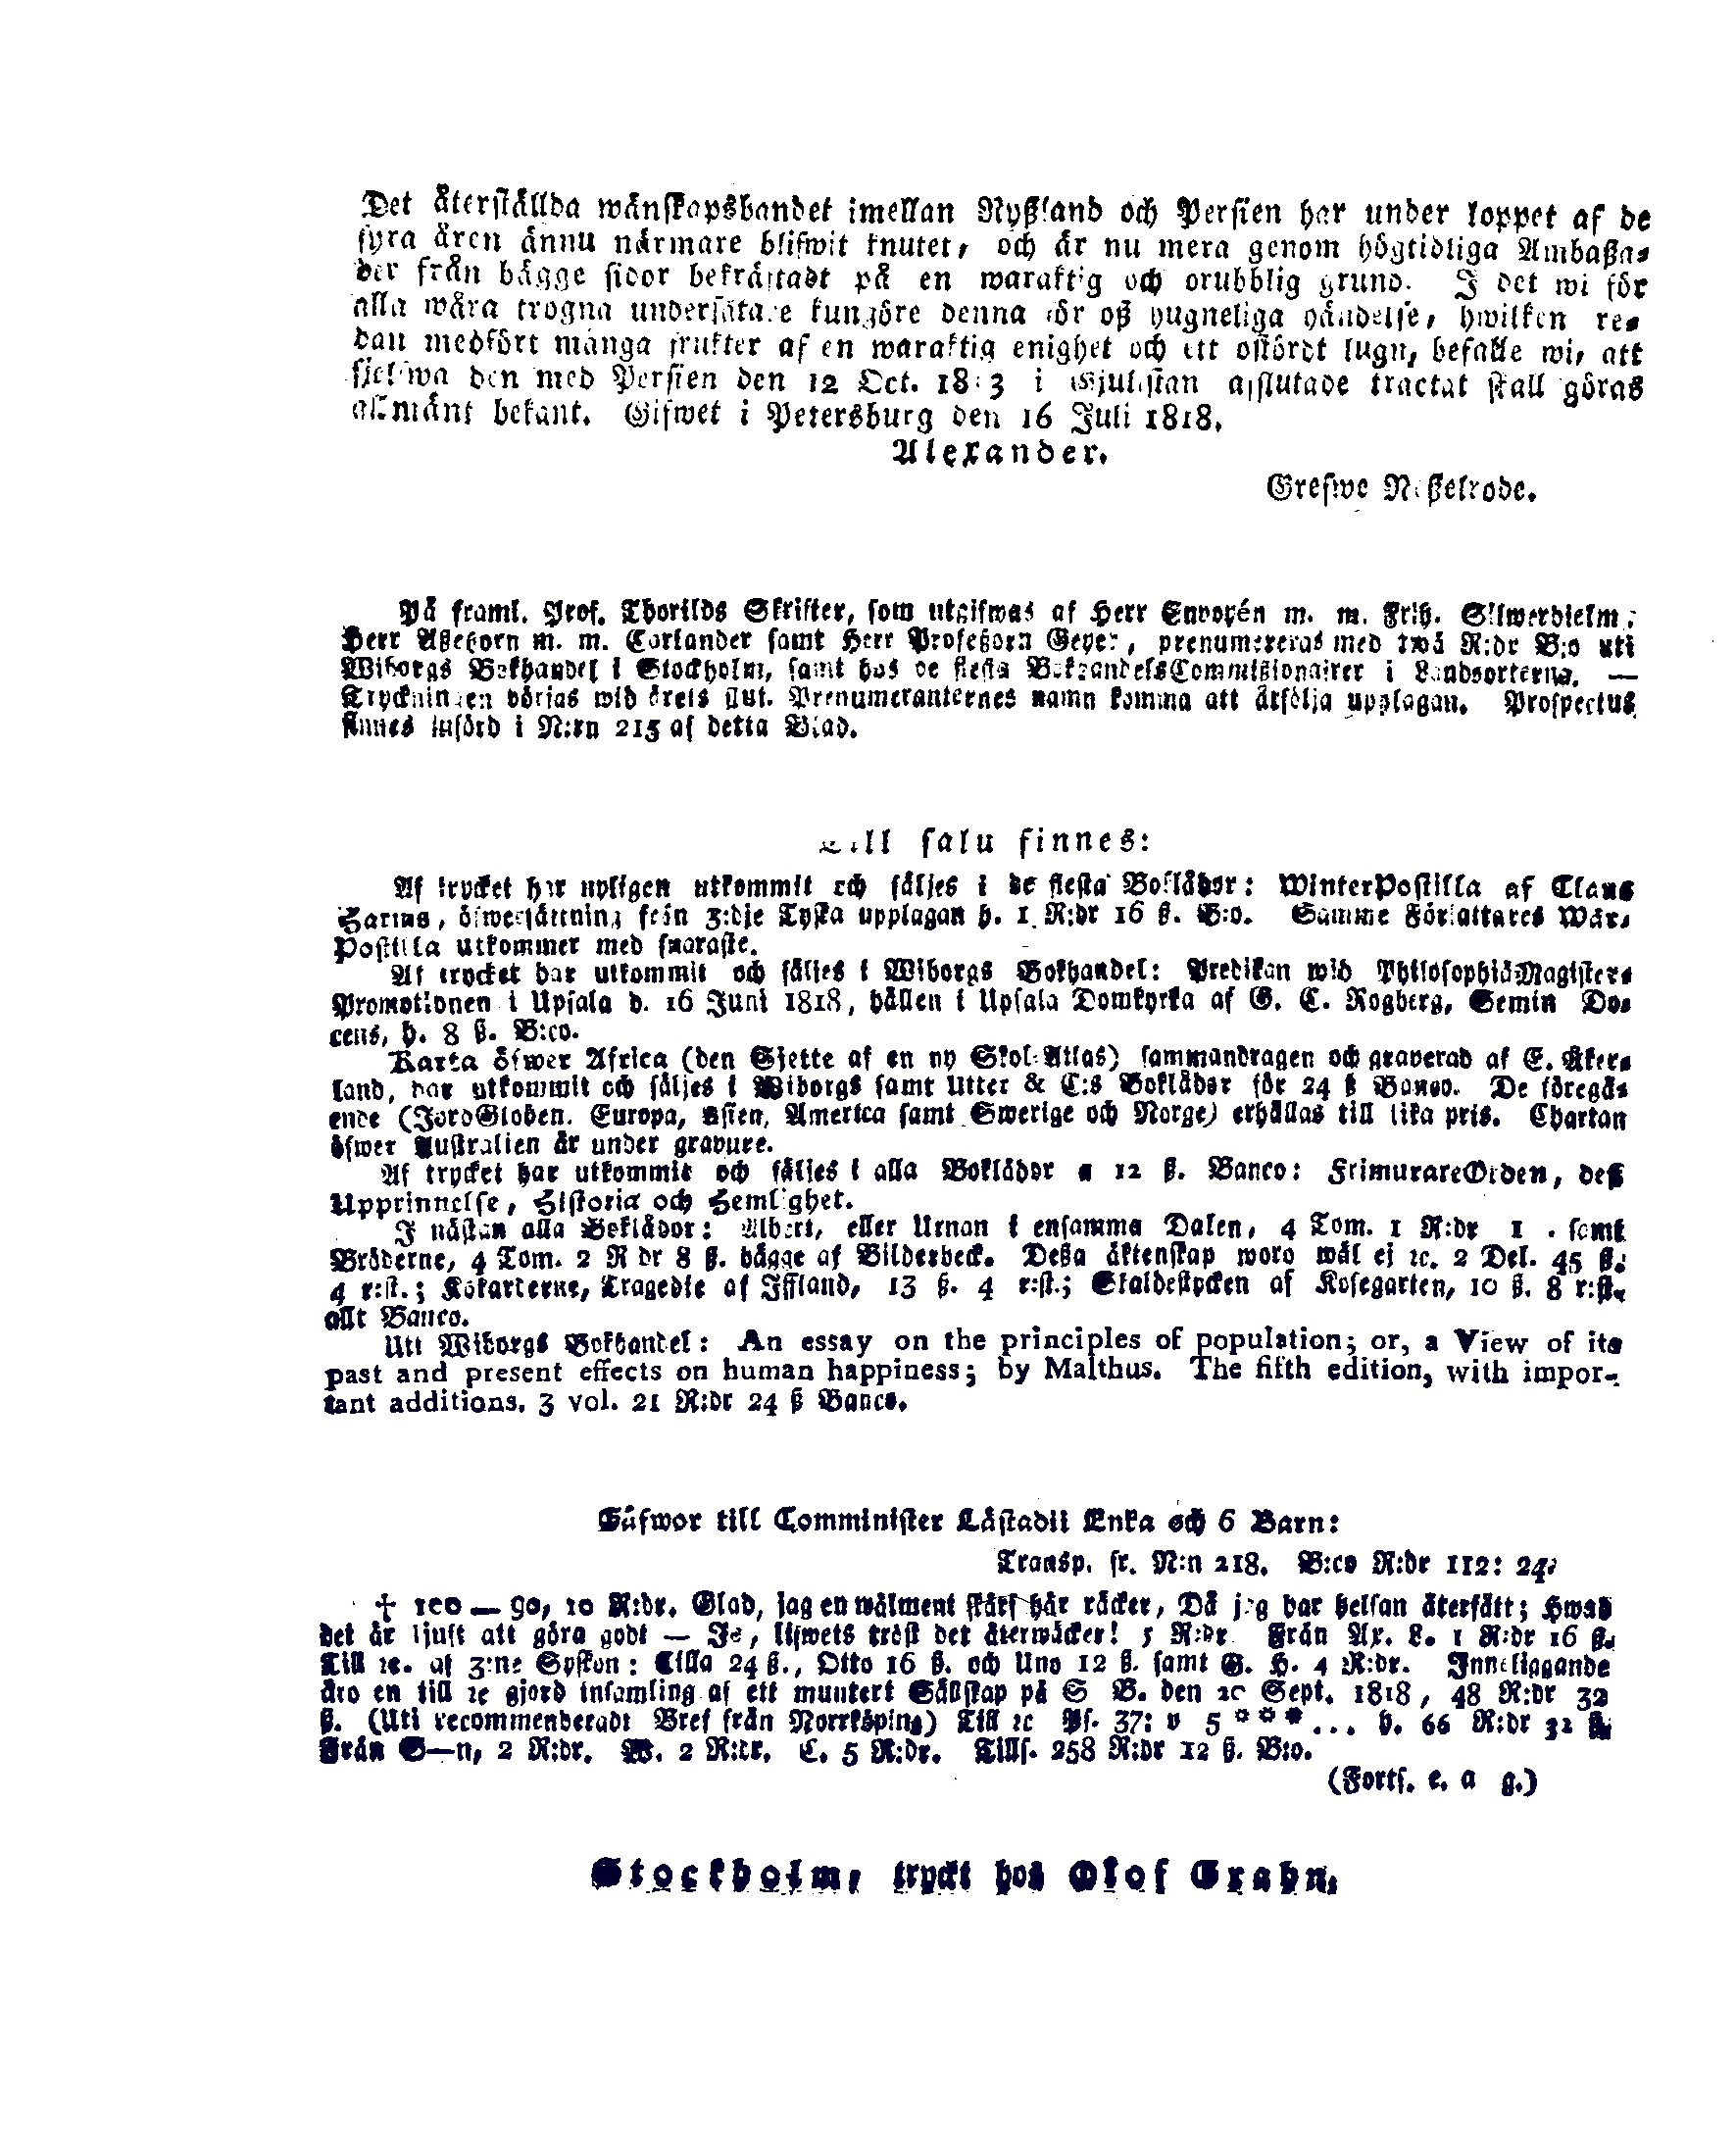 Det återställda wänskapsbandet imellan Ryßland och Persien har under loppet af de
fyra åren ännu närmare blifwit knutet, och är nu mera genom högtidliga Ambaßa-
der från bägge sidor bekräftadt på en waraktig och orubblig grund. I det wi för
alla wåra trogna undersåtare kungöre denna för oß hugneliga händelse, hwilken re-
dan medfört många frukter af en waraktig enighet och ett ostördt lugn, befalle wi, att
sjelfwa den med Persien den 12 Oct. 1813 i Gjulistan afslutade tractat skall göras
allmänt bekant. Gifwet i Petersburg den 16 Juli 1818.
Alexander.
Grefwe Neßelrode.
På framl. Prof. Thorilds Skrifter, som utgifwas af Herr Envoyén m. m. Frih. Silfwerhielm,
Herr Aßeßorn m. m. Carlander samt Herr Profeßorn Geyer, prenumereras med två R:dr B:o uti
Wiborgs Bokhandel i Stockholm, samt hos de flesta BokhandelsCommißionairer i Landsorterna. —
Tryckningen börjas wid årets slut. Prenumeranternes namn komma att åtfölja upplagan. Prospectus
finnes införd i N:rn 215 af detta Blad.
Till salu finnes:
Af trycket har nyligen utkommit och säljes i de flesta Boklådor: WinterPostilla af Claus
Harms, öfwersättning från 3:dje Tyska upplagan h. 1 R:dr 16 ß. B:o. Samme Författares Wår-
Postilla utkommer med snaraste.
Af trycket har utkommit och säljes i Wiborgs Bokhandel: Predikan wid PhilosophiäMagister-
Promotionen i Upsala d. 16 Juni 1818, hållen i Upsala Domkyrka af G. C. Rogberg, Semin Do-
cens, h. 8 ß. B:co.
Karta öfwer Africa (den Sjette af en ny Skol-Atlas) sammandragen och graverad af E. Åker-
land, har utkommit och säljes i Wiborgs samt Utter & C:s Boklådor för 24 ß Banco. De föregå-
ende (JordGloben, Europa, Asien, America samt Swerige och Norge) erhållas till lika pris. Chartan
öfwer Australien är under gravure.
Af trycket har utkommit och säljes i alla Boklådor a 12 ß. Banco: FrimurareOrden, deß
Upprinnelse, Historia och Hemlighet.
I nästan alla Boklådor: Albert, eller Urnan i ensamma Dalen, 4 Tom. 1 R:dr 1 . samt
Bröderne, 4 Tom. 2 R dr 8 ß. bägge af Bilderbeck. Deßa äktenskap woro wäl ej ꝛc. 2 Del. 45 ß.
4 r:st.; Kokarterne, Tragedie af Iffland, 13 ß. 4 r:st.; Skaldestycken af Kosegarten, 10 ß. 8 r:st.
allt Banco.
Uti Wiborgs Bokhandel: An essay on the principles of population; or, a View of its
past and present effects on human happiness; by Malthus. The fifth edition, with impor-
tant additions. 3 vol. 21 R:dr 24 ß Banco.
Gåfwor till Comminister Låstadii Enka och 6 Barn:
Transp. fr. N:n 218. B:co R:dr 112: 24.
† 100 — 90, 10 R:dr. Glad, jag en wälment skärf här räcker, Då jag har helsan återfått; Hwad
det är ljuft att göra godt — Ja, lifwets tröst det återwäcker! 5 R:dr Från Ax. L. 1 R:dr 16 ß.
Till ꝛc. af 3:ne Syskon: Cilla 24 ß., Otto 16 ß. och Uno 12 ß. samt G. H. 4 R:dr. Inneliggande
äro en till ꝛc gjord insamling af ett muntert Sällskap på S B. den 20 Sept. 1818, 48 R:dr 32
ß. (Uti recommenderadt Bref från Norrköping) Till ꝛc Ps. 37: v 5 * * * ... h. 66 R:dr 32 ß.
Från S—n, 2 R:dr. W. 2 R:dr. C. 5 R:dr. Tills. 258 R:dr 12 ß. B:o.
(Forts. e. a g.)
Stockholm, tryckt hos Olof Grahn.